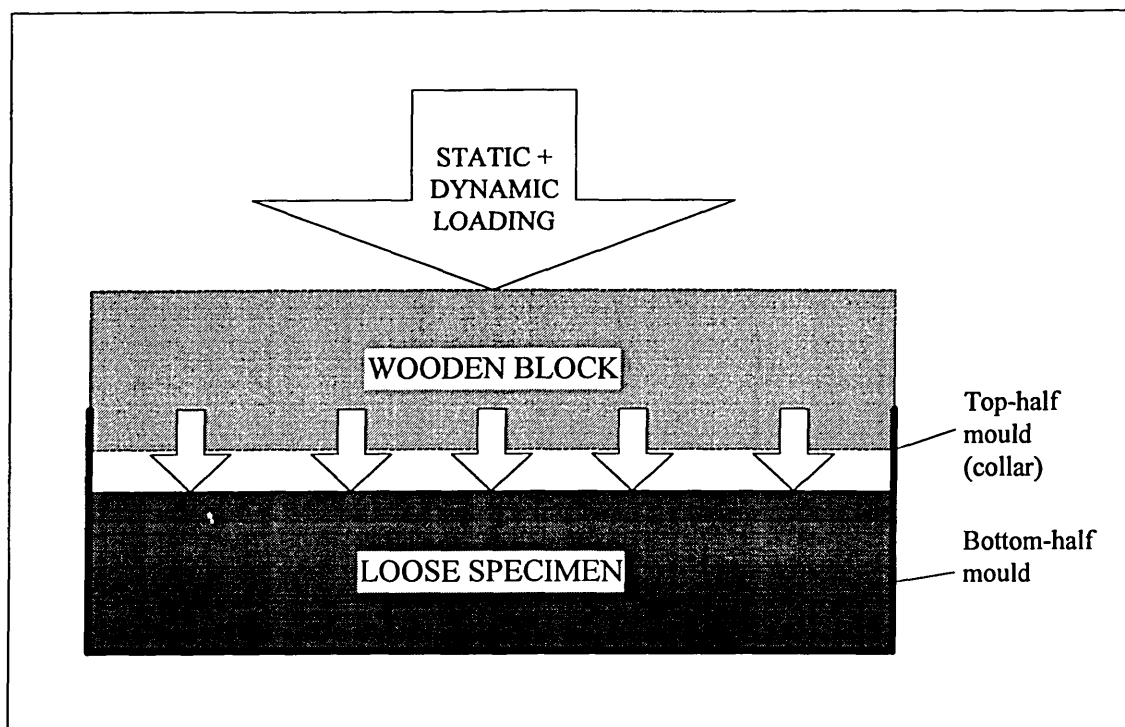 STATIC +
DYNAMIC
LOADING
WOODEN BLOCK
Top-half
mould
(collar)
LOOSE SPECIMEN
Bottom-half
mould